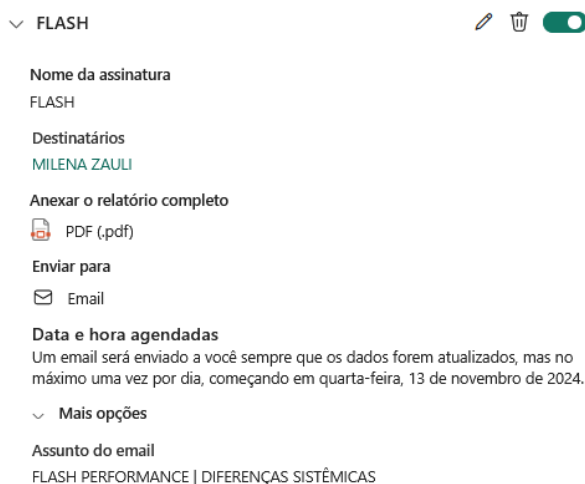 FLASH
Nome da assinatura
FLASH
Destinatários
MILENA ZAULI
Anexar o relatório completo
PDF (.pdf)
Enviar para
Email
Data e hora agendadas
Um email será enviado a você sempre que os dados forem atualizados, mas no
máximo uma vez por dia, começando em quarta-feira, 13 de novembro de 2024.
Mais opções
Assunto do email
FLASH PERFORMANCE | DIFERENÇAS SISTÊMICAS